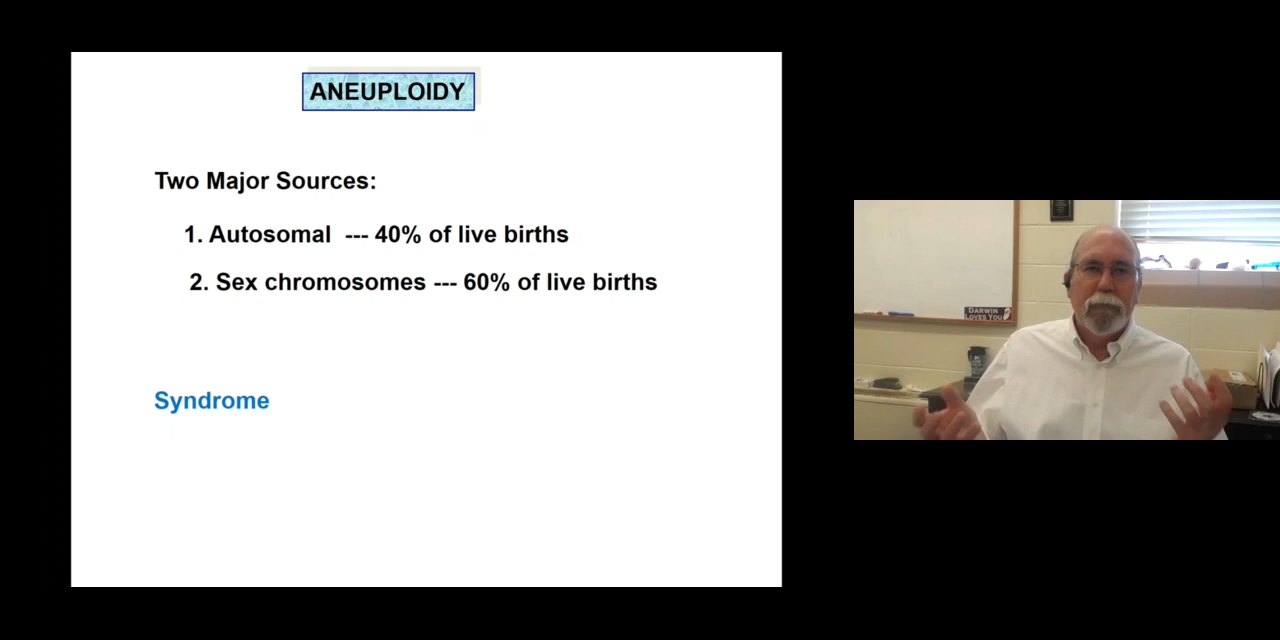 ANEUPLOIDY
Two Major Sources:
1. Autosomal --- 40% of live births
2. Sex chromosomes --- 60% of live births
Syndrome
DARWIN
LOVES YOU